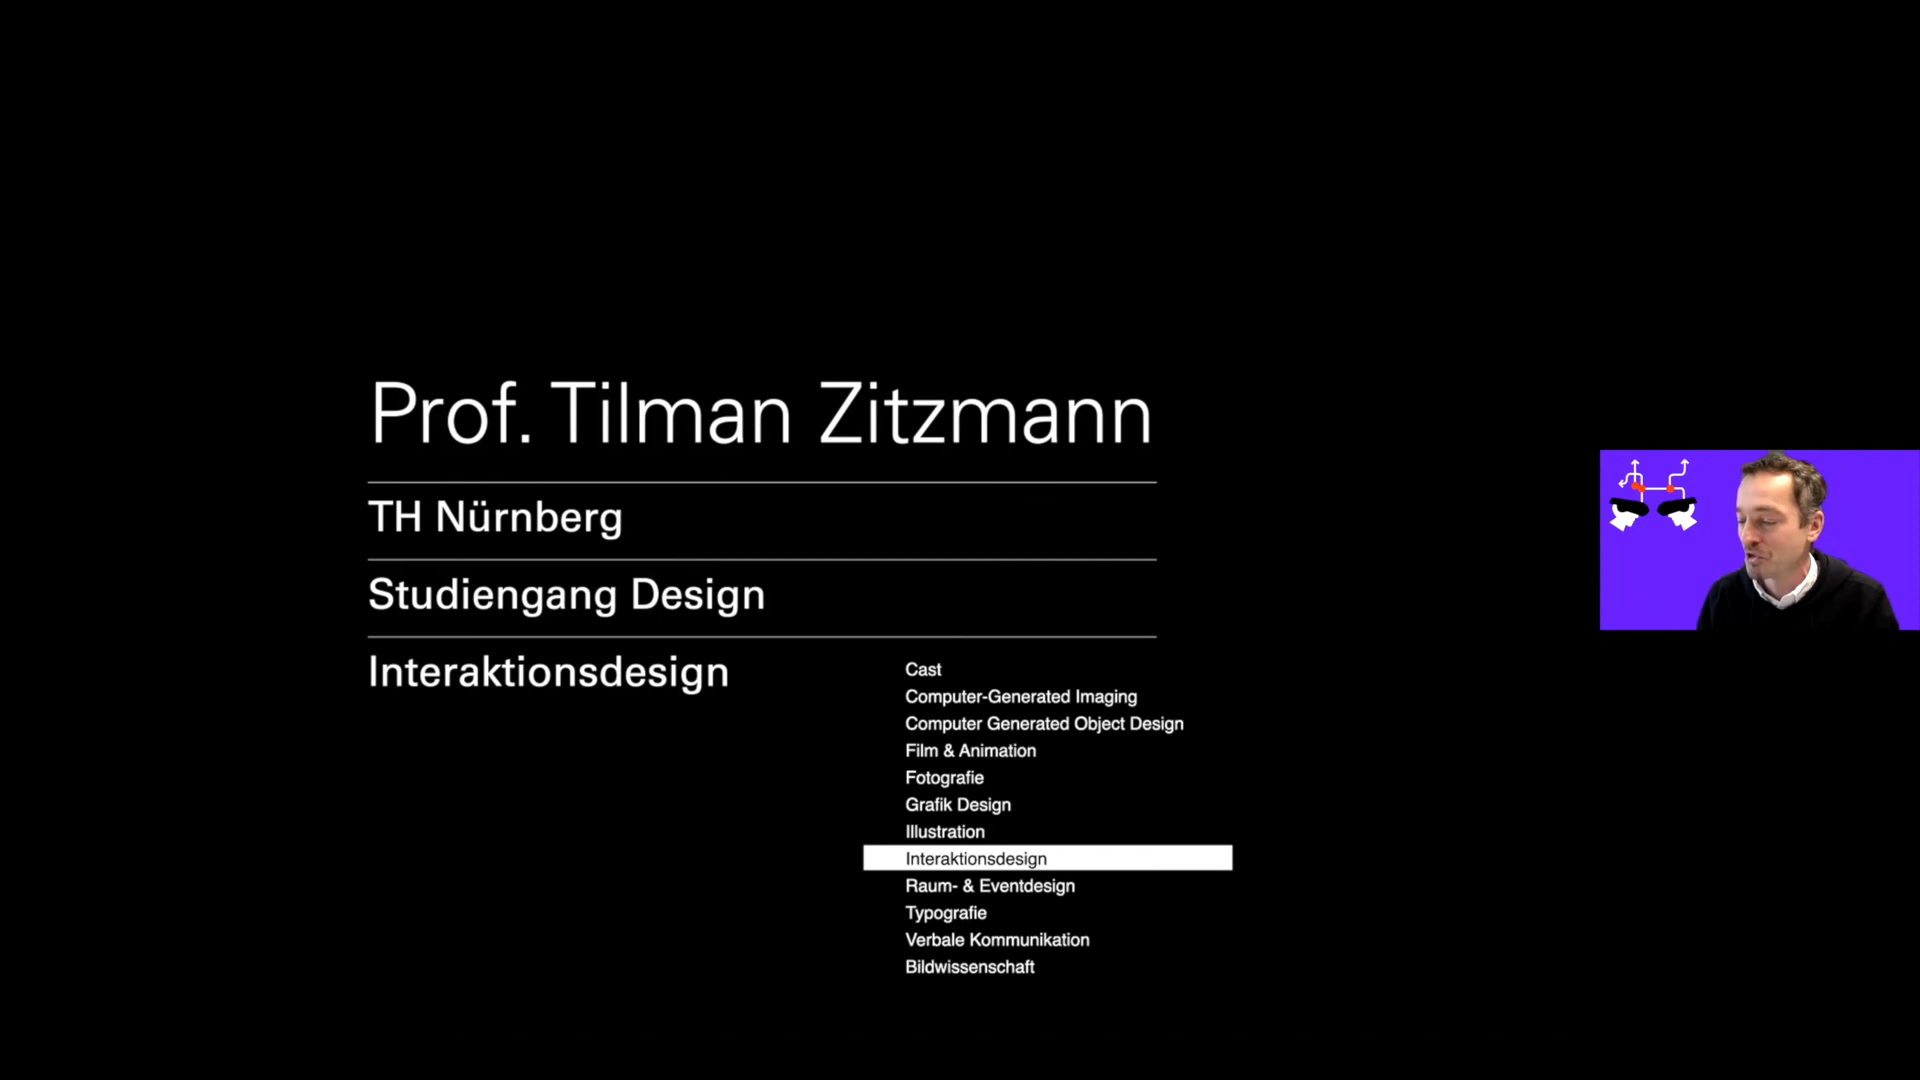 Prof. Tilman Zitzmann
TH Nürnberg
Studiengang Design
Interaktionsdesign
Cast
Computer-Generated Imaging
Computer Generated Object Design
Film & Animation
Fotografie
Grafik Design
Illustration
Interaktionsdesign
Raum- & Eventdesign
Typografie
Verbale Kommunikation
Bildwissenschaft